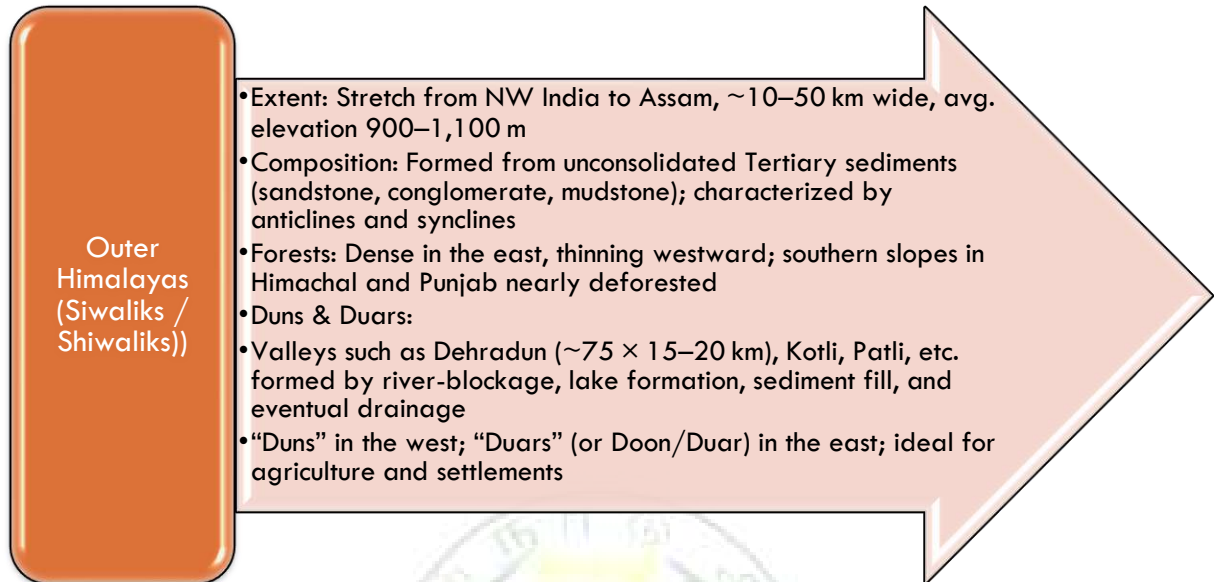 Outer
Himalayas
(Siwaliks /
Shiwaliks))
•Extent: Stretch from NW India to Assam, ~10–50 km wide, avg.
elevation 900–1,100 m
•Composition: Formed from unconsolidated Tertiary sediments
(sandstone, conglomerate, mudstone); characterized by
anticlines and synclines
•Forests: Dense in the east, thinning westward; southern slopes in
Himachal and Punjab nearly deforested
•Duns & Duars:
•Valleys such as Dehradun (~75 × 15–20 km), Kotli, Patli, etc.
formed by river-blockage, lake formation, sediment fill, and
eventual drainage
•“Duns” in the west; “Duars” (or Doon/Duar) in the east; ideal for
agriculture and settlements